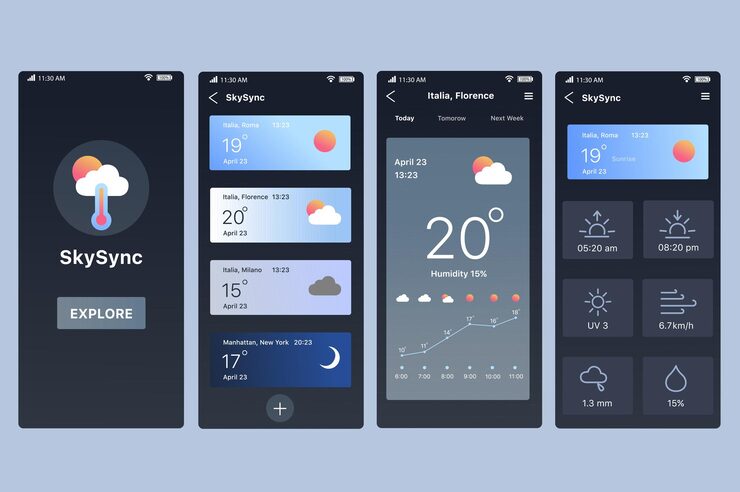 11:30 AM 100%
SkySync
EXPLORE
11:30 AM 100%
SkySync
Italia, Roma 13:23
19°
April 23
Italia, Florence 13:23
20°
April 23
Italia, Milano 13:23
15°
April 23
Manhattan, New York 20:23
17°
April 23
11:30 AM 100%
Italia, Florence
Today Tomorow Next Week
April 23
13:23
20°
Humidity 15%
10° 11° 14° 17° 16° 18°
6:00 7:00 8:00 9:00 10:00 11:00
11:30 AM 100%
SkySync
Italia, Roma 13:23
19° Sunrise
April 23
05:20 am 08:20 pm
UV 3 6.7km/h
1.3 mm 15%